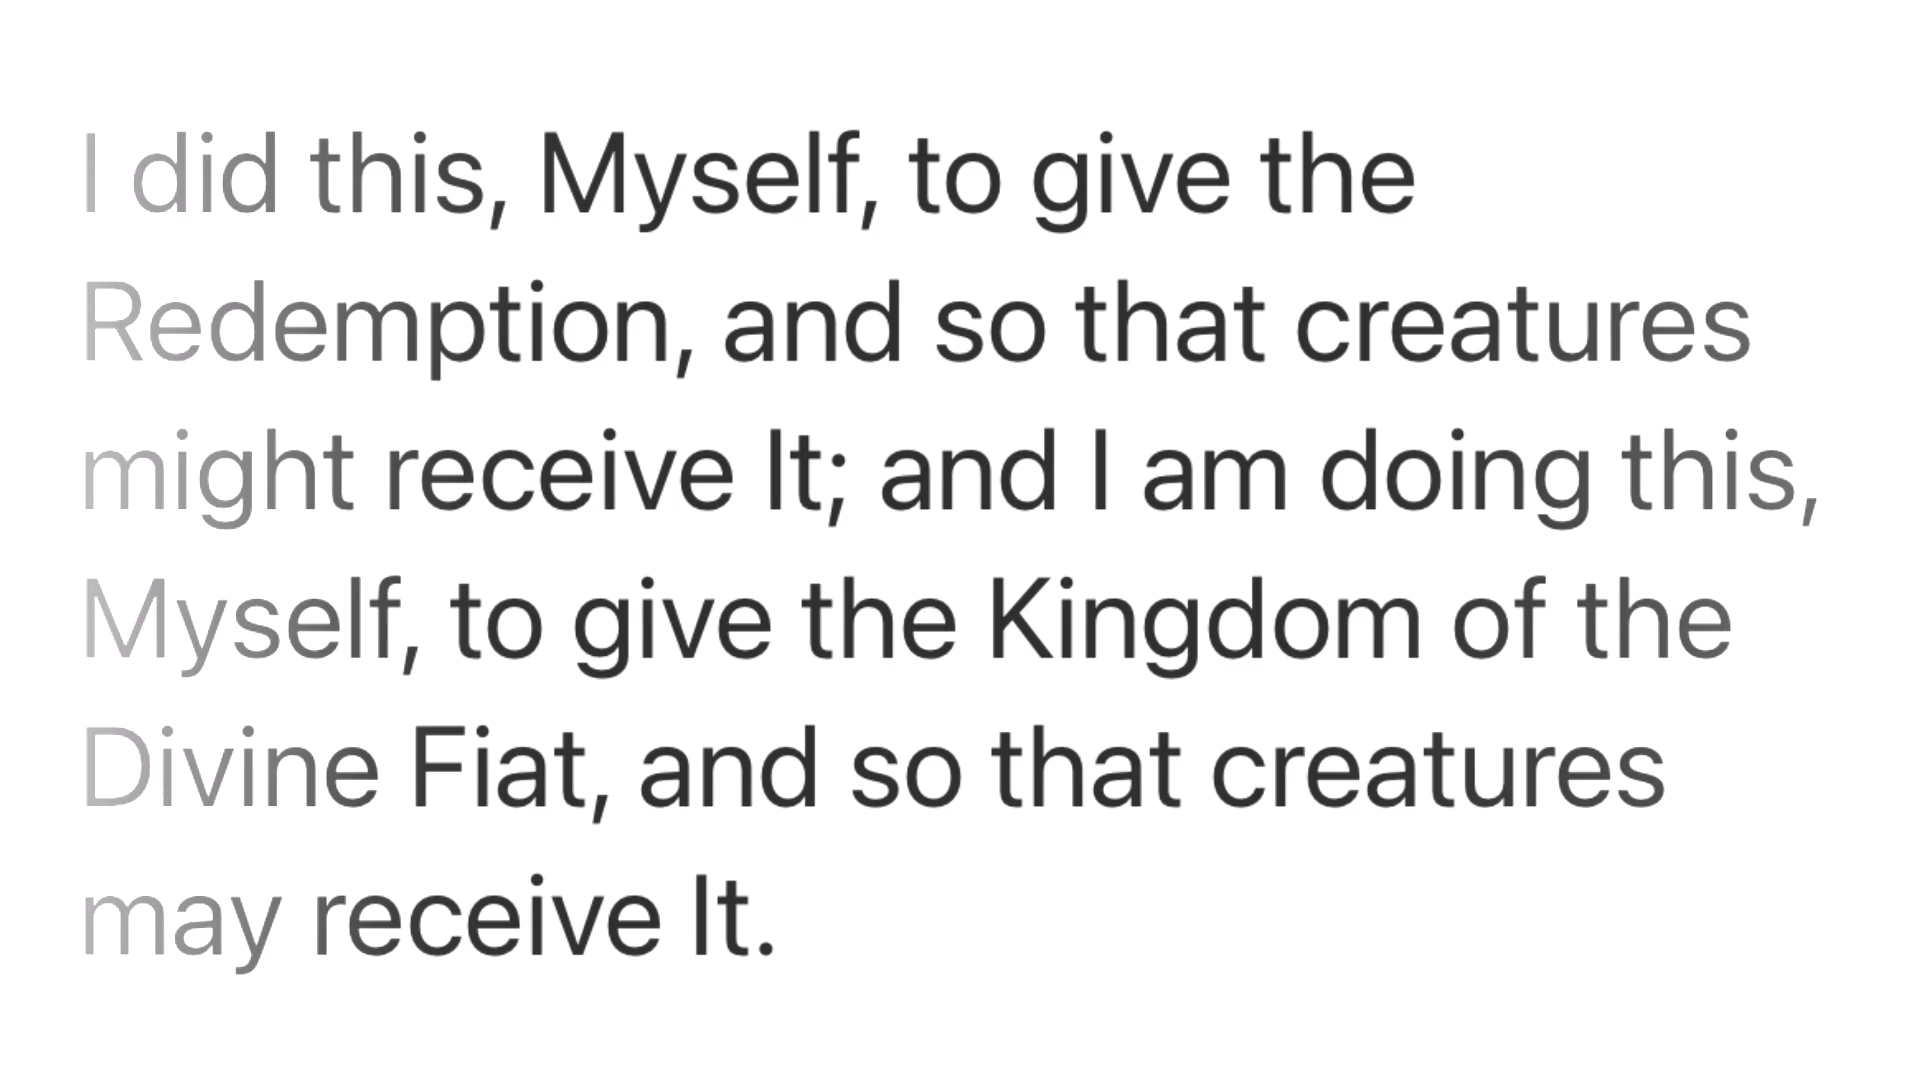 I did this, Myself, to give the
Redemption, and so that creatures
might receive It; and I am doing this,
Myself, to give the Kingdom of the
Divine Fiat, and so that creatures
may receive It.